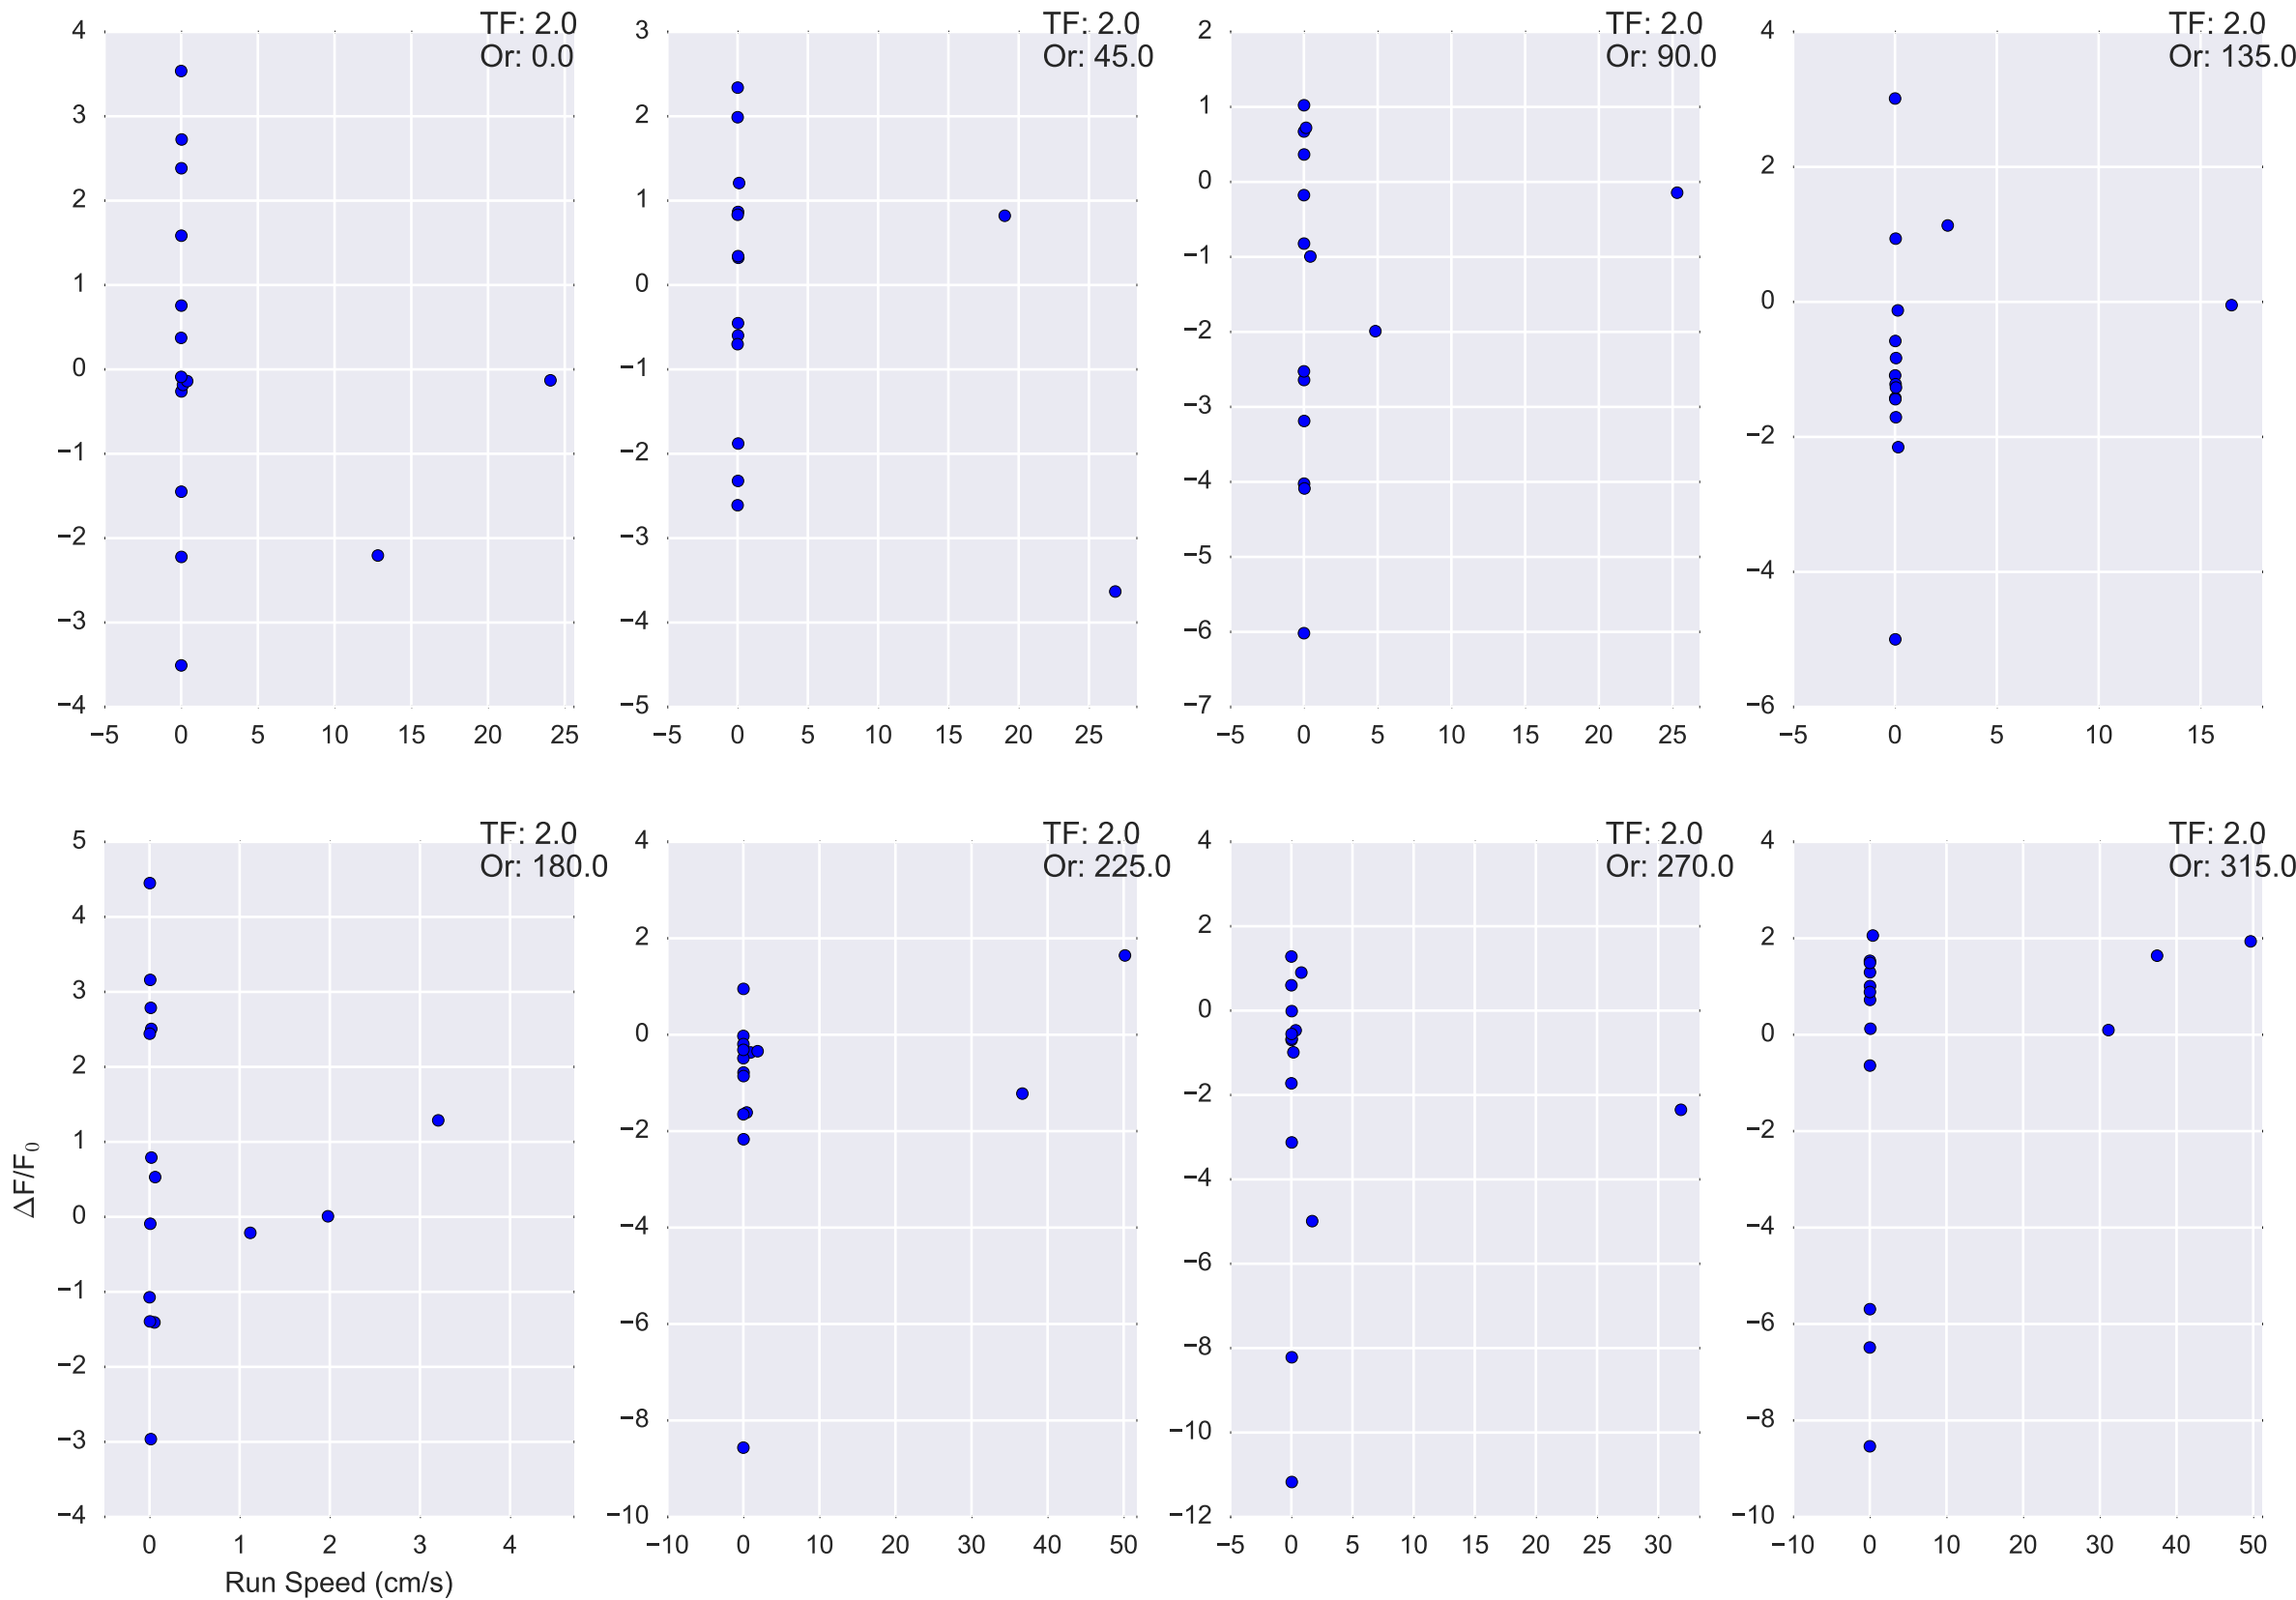 TF: 2.0
Or: 0.0
4
3
2
1
0
−1
−2
−3
−4
−5 0 5 10 15 20 25
TF: 2.0
Or: 45.0
3
2
1
0
−1
−2
−3
−4
−5
−5 0 5 10 15 20 25
TF: 2.0
Or: 90.0
2
1
0
−1
−2
−3
−4
−5
−6
−7
−5 0 5 10 15 20 25
TF: 2.0
Or: 135.0
4
2
0
−2
−4
−6
−5 0 5 10 15
TF: 2.0
Or: 180.0
5
4
3
2
1
0
−1
−2
−3
−4
0 1 2 3 4
ΔF/F₀
Run Speed (cm/s)
TF: 2.0
Or: 225.0
4
2
0
−2
−4
−6
−8
−10
−10 0 10 20 30 40 50
TF: 2.0
Or: 270.0
4
2
0
−2
−4
−6
−8
−10
−12
−5 0 5 10 15 20 25 30
TF: 2.0
Or: 315.0
4
2
0
−2
−4
−6
−8
−10
−10 0 10 20 30 40 50